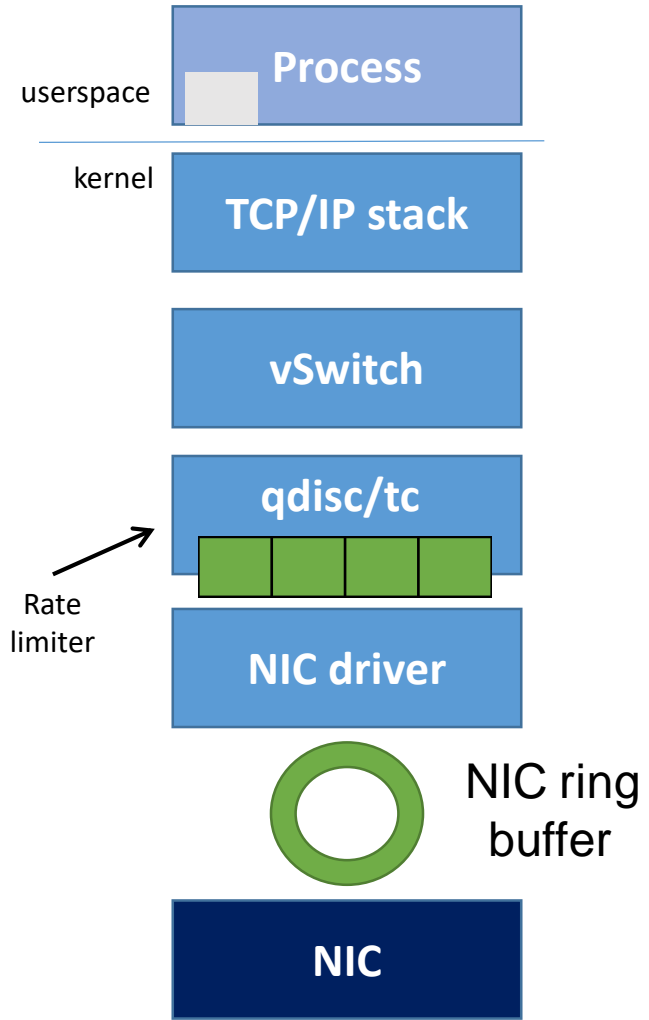 Process
userspace
kernel
TCP/IP stack
vSwitch
qdisc/tc
Rate
limiter
NIC driver
NIC ring
buffer
NIC